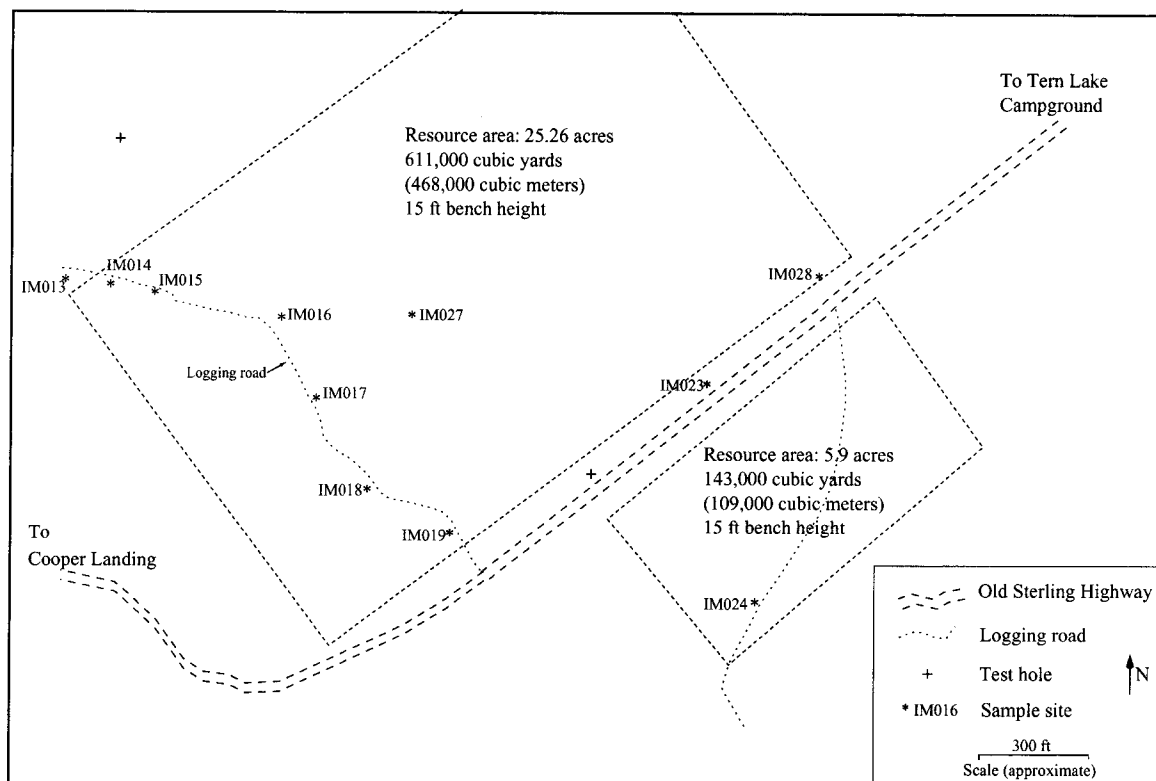 To Tern Lake
Campground
Resource area: 25.26 acres
611,000 cubic yards
(468,000 cubic meters)
15 ft bench height
IM013
IM014
IM015
IM016
IM027
IM028
Logging road
IM017
IM023
IM018
IM019
Resource area: 5.9 acres
143,000 cubic yards
(109,000 cubic meters)
15 ft bench height
To
Cooper Landing
IM024
Old Sterling Highway
Logging road
Test hole
N
* IM016 Sample site
300 ft
Scale (approximate)